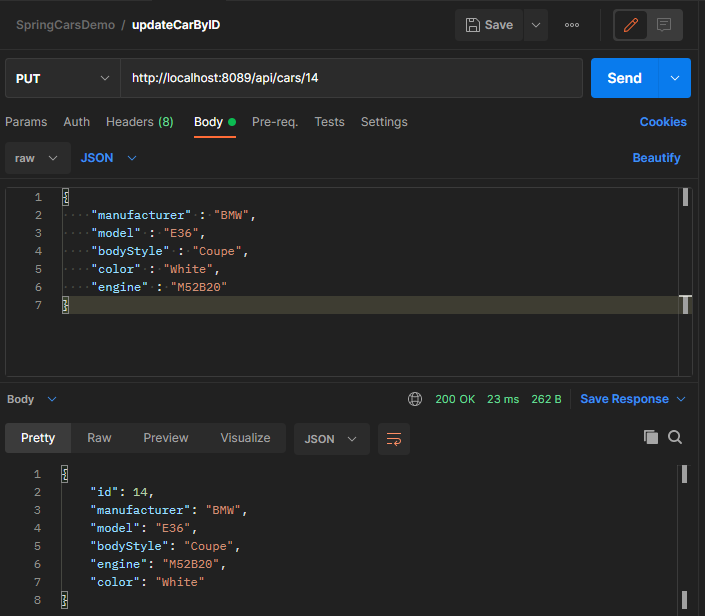 SpringCarsDemo / updateCarByID Save ooo
PUT http://localhost:8089/api/cars/14 Send
Params Auth Headers (8) Body Pre-req. Tests Settings Cookies
raw JSON Beautify
1 {
2 "manufacturer" : "BMW",
3 "model" : "E36",
4 "bodyStyle" : "Coupe",
5 "color" : "White",
6 "engine" : "M52B20"
7 }
Body 200 OK 23 ms 262 B Save Response
Pretty Raw Preview Visualize JSON
1 {
2 "id": 14,
3 "manufacturer": "BMW",
4 "model": "E36",
5 "bodyStyle": "Coupe",
6 "engine": "M52B20",
7 "color": "White"
8 }